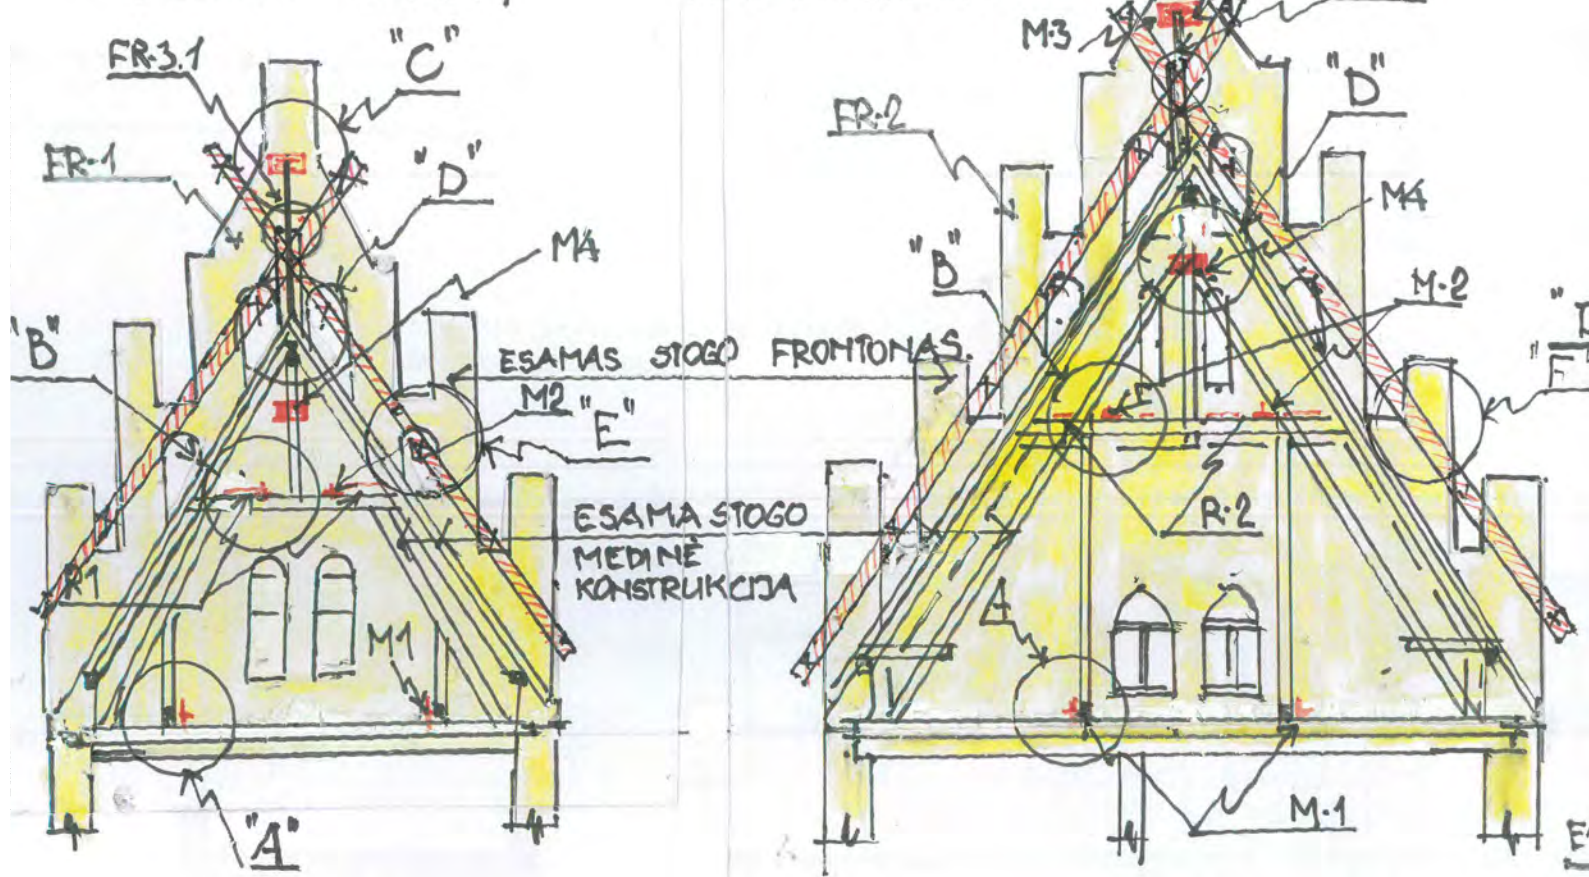 FR-3.1
"C"
FR-1
"D"
M4
"B"
ESAMAS STOGO FRONTONAS.
M2
"E"
ESAMA STOGO
MEDINĖ
KONSTRUKCIJA
R1
M1
"A"
M-3
"D"
FR-2
M4
"B"
M-2
"F
R-2
A
M-1